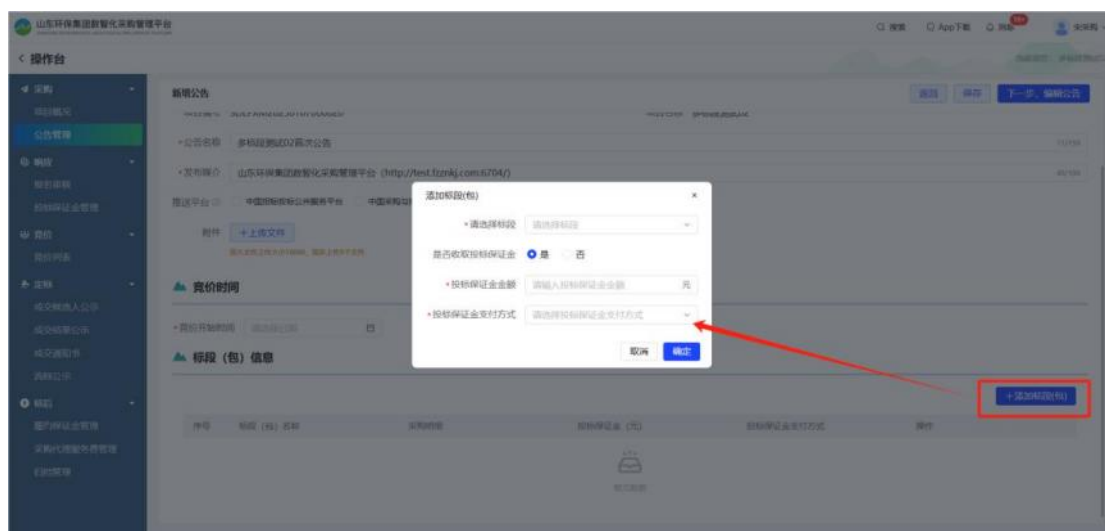 山东环保集团数智化采购管理平台
搜索 App下载 消息
操作台
采购
新增公告
返回 保存 下一步，编辑公告
项目概况
公告管理
*公告名称 多标段测试02首次公告
响应
*发布媒介 山东环保集团数智化采购管理平台（http://test.fzznkj.com:6704/）
推送平台 中国招标投标公共服务平台
投标保证金管理
附件 +上传文件
竞价
竞价列表
竞价时间
定标
成交候选人公示
*竞价开始时间
成交结果公示
成交通知书
标段（包）信息
+添加标段(包)
序号 标段（包）名称 采购明细 投标保证金（元） 投标保证金支付方式 操作
履约保证金管理
采购代理服务费管理
归档管理
暂无数据
添加标段(包) ×
*请选择标段 请选择标段
是否收取投标保证金 是 否
*投标保证金金额 请输入投标保证金金额 元
*投标保证金支付方式 请选择投标保证金支付方式
取消 确定